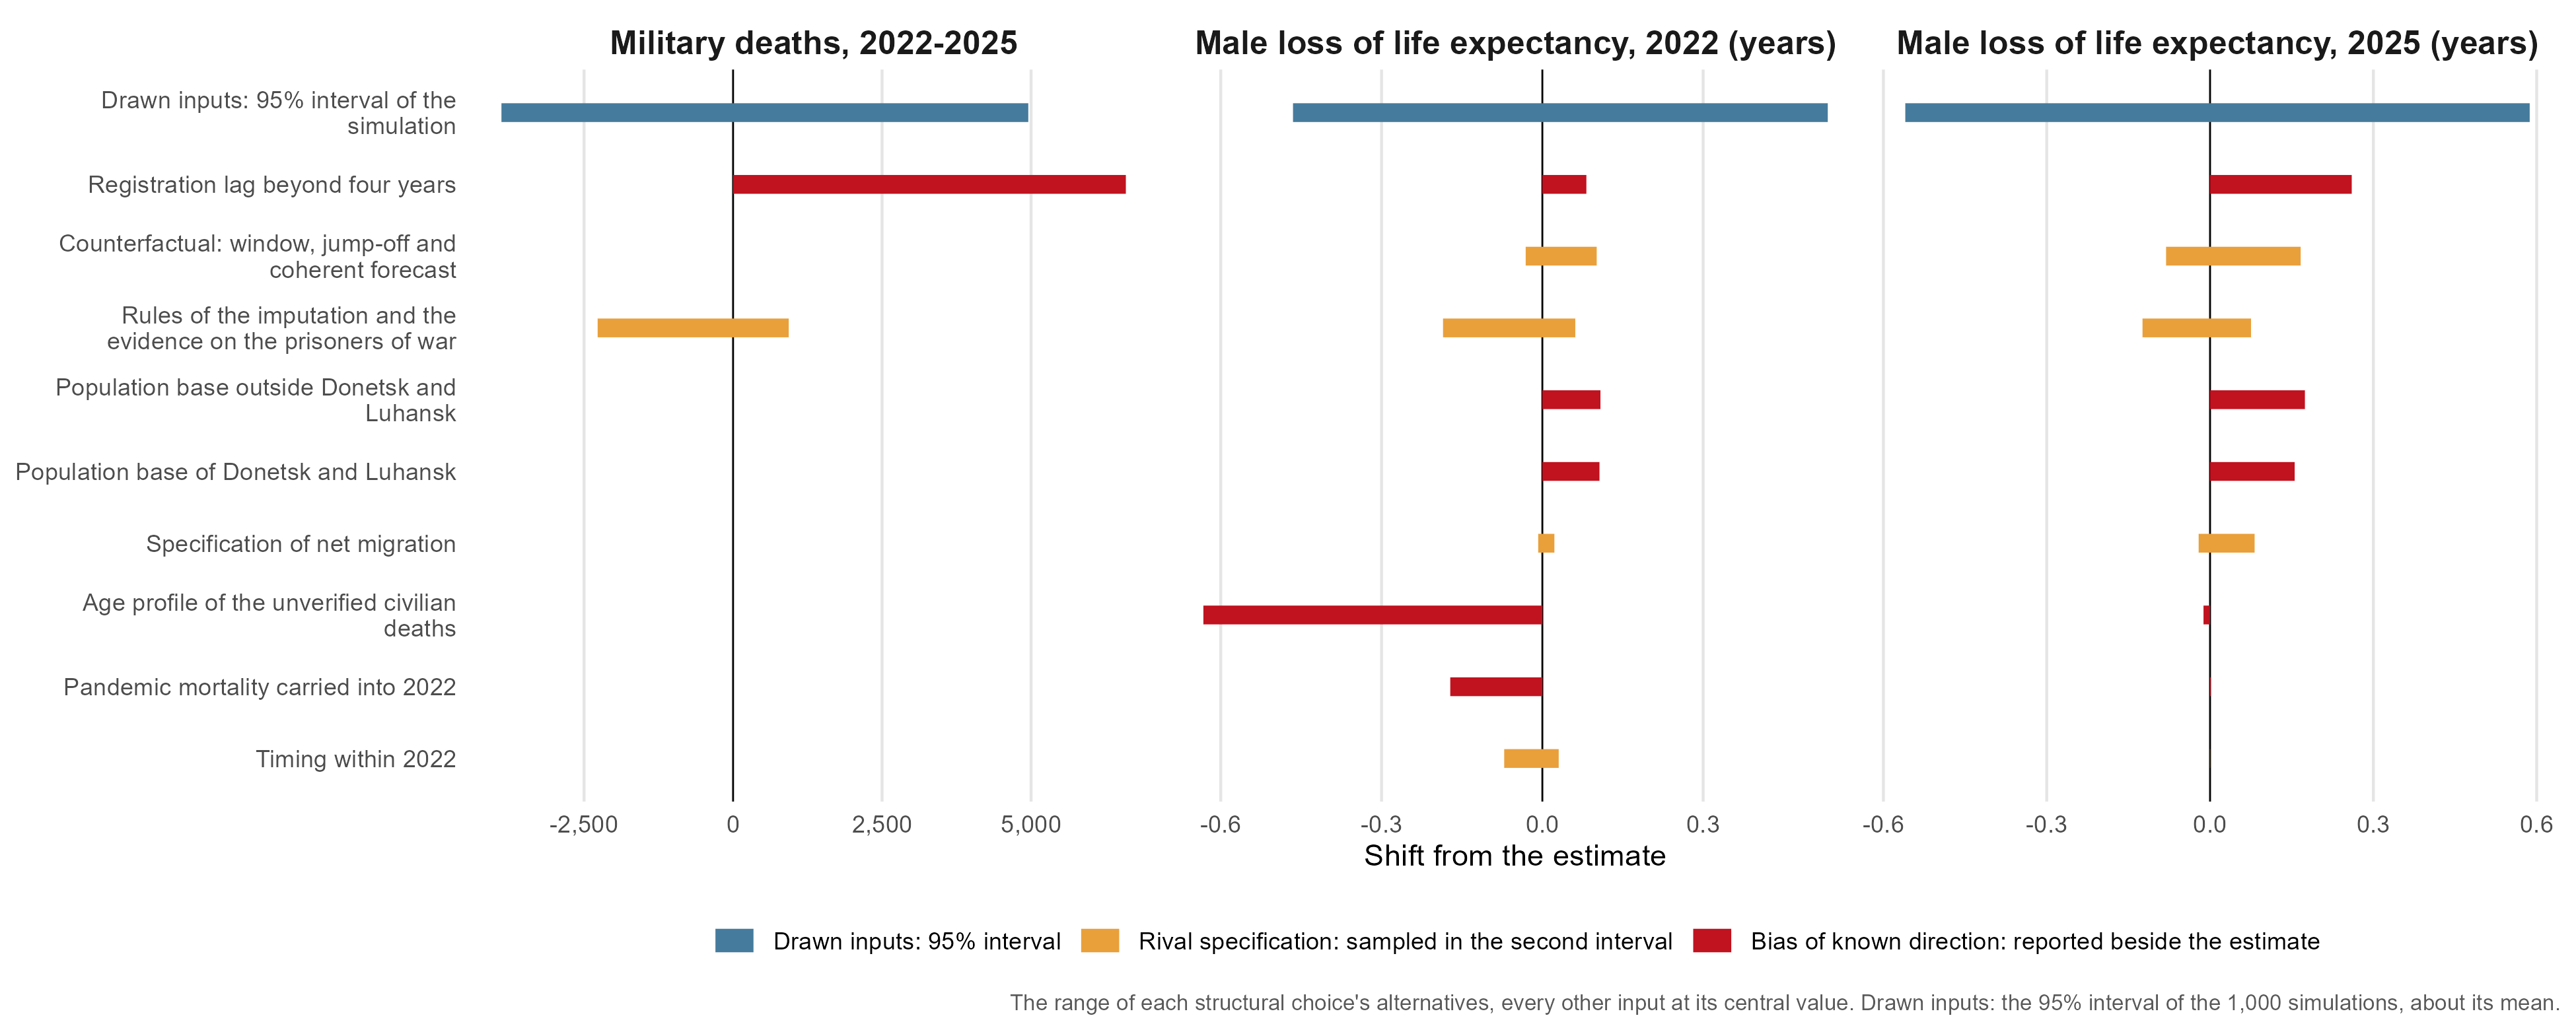 Military deaths, 2022-2025
Male loss of life expectancy, 2022 (years)
Male loss of life expectancy, 2025 (years)
Drawn inputs: 95% interval of the
simulation
Registration lag beyond four years
Counterfactual: window, jump-off and
coherent forecast
Rules of the imputation and the
evidence on the prisoners of war
Population base outside Donetsk and
Luhansk
Population base of Donetsk and Luhansk
Specification of net migration
Age profile of the unverified civilian
deaths
Pandemic mortality carried into 2022
Timing within 2022
-2,500 0 2,500 5,000
-0.6 -0.3 0.0 0.3
-0.6 -0.3 0.0 0.3 0.6
Shift from the estimate
Drawn inputs: 95% interval
Rival specification: sampled in the second interval
Bias of known direction: reported beside the estimate
The range of each structural choice's alternatives, every other input at its central value. Drawn inputs: the 95% interval of the 1,000 simulations, about its mean.